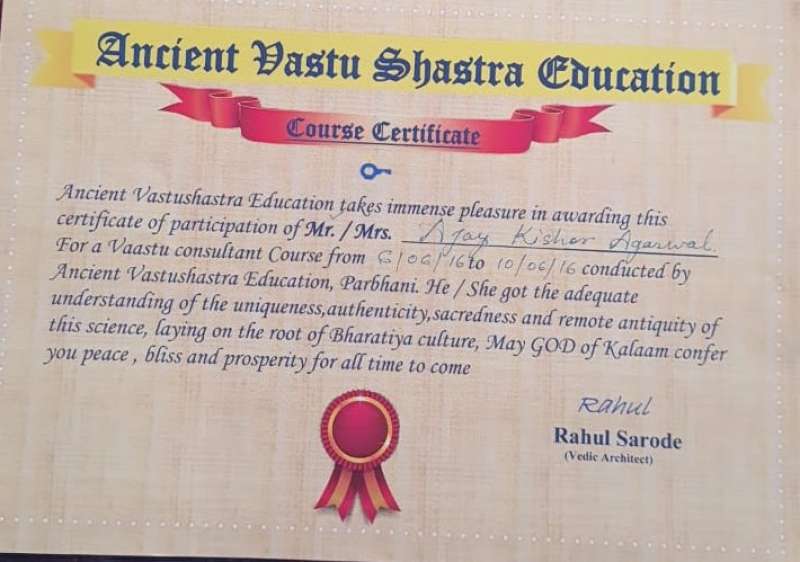 Ancient Vastu Shastra Education
Course Certificate
Ancient Vastushastra Education takes immense pleasure in awarding this
certificate of participation of Mr. / Mrs. Ajay Kishor Agarwal.
For a Vaastu consultant Course from 6/06/16 to 10/06/16 conducted by
Ancient Vastushastra Education, Parbhani. He / She got the adequate
understanding of the uniqueness,authenticity,sacredness and remote antiquity of
this science, laying on the root of Bharatiya culture, May GOD of Kalaam confer
you peace , bliss and prosperity for all time to come
Rahul
Rahul Sarode
(Vedic Architect)